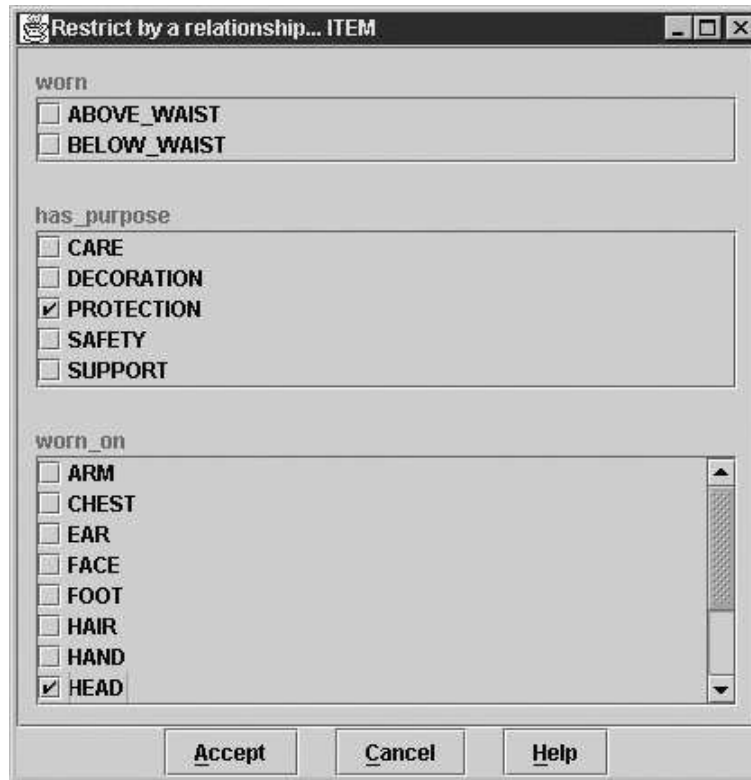 Restrict by a relationship... ITEM
worn
ABOVE_WAIST
BELOW_WAIST
has_purpose
CARE
DECORATION
PROTECTION
SAFETY
SUPPORT
worn_on
ARM
CHEST
EAR
FACE
FOOT
HAIR
HAND
HEAD
Accept Cancel Help